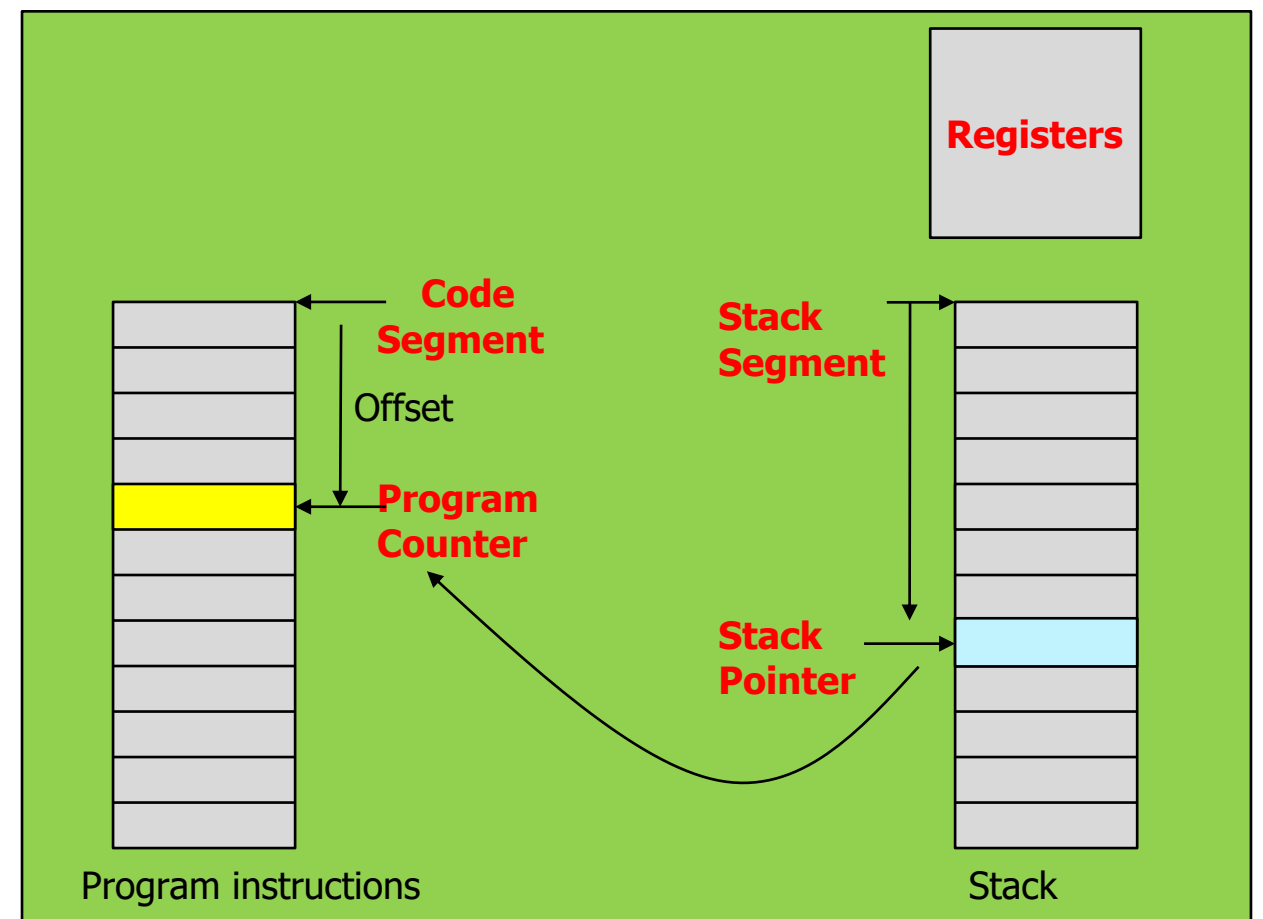 Registers
Code
Segment
Stack
Segment
Offset
Program
Counter
Stack
Pointer
Program instructions
Stack